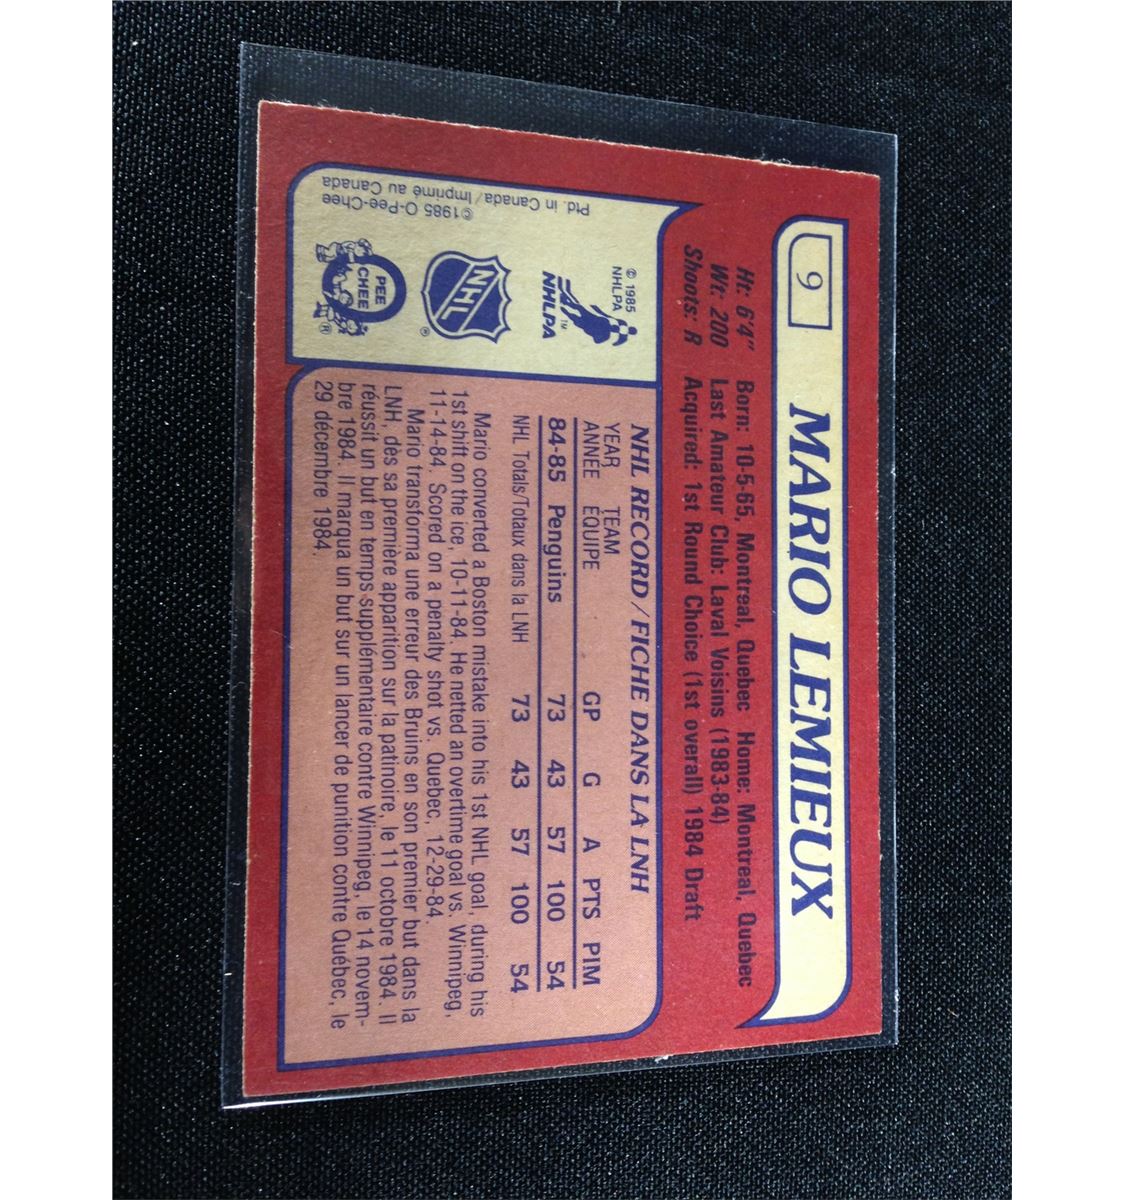 9
MARIO LEMIEUX
Ht: 6'4" Born: 10-5-65, Montreal, Quebec Home: Montreal, Quebec
Wt: 200 Last Amateur Club: Laval Voisins (1983-84)
Shoots: R Acquired: 1st Round Choice (1st overall) 1984 Draft
© 1985
NHLPA
NHLPA™
NHL
®
PEE
CHEE
®
Ptd. in Canada/Imprimé au Canada
©1985 O-Pee-Chee
NHL RECORD/FICHE DANS LA LNH
YEAR TEAM
ANNÉE ÉQUIPE GP G A PTS PIM
84-85 Penguins 73 43 57 100 54
NHL Totals/Totaux dans la LNH 73 43 57 100 54
Mario converted a Boston mistake into his 1st NHL goal, during his
1st shift on the ice, 10-11-84. He netted an overtime goal vs. Winnipeg,
11-14-84. Scored on a penalty shot vs. Quebec, 12-29-84.
Mario transforma une erreur des Bruins en son premier but dans la
LNH, dès sa première apparition sur la patinoire, le 11 octobre 1984. Il
réussit un but en temps supplémentaire contre Winnipeg, le 14 novem-
bre 1984. Il marqua un but sur un lancer de punition contre Québec, le
29 décembre 1984.